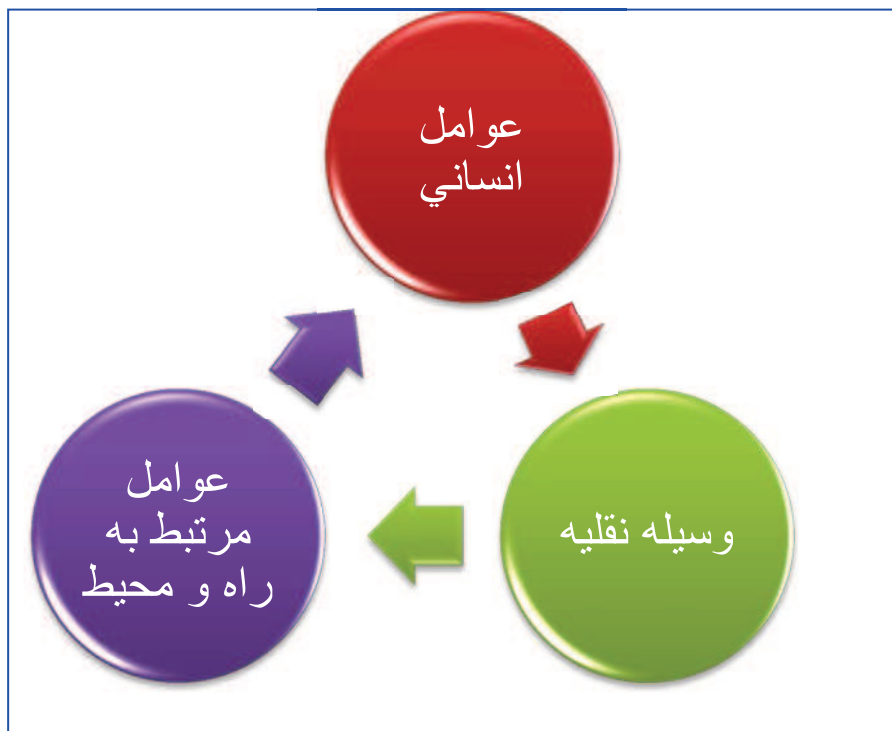 عوامل
انساني
وسيله نقليه
عوامل
مرتبط به
راه و محيط